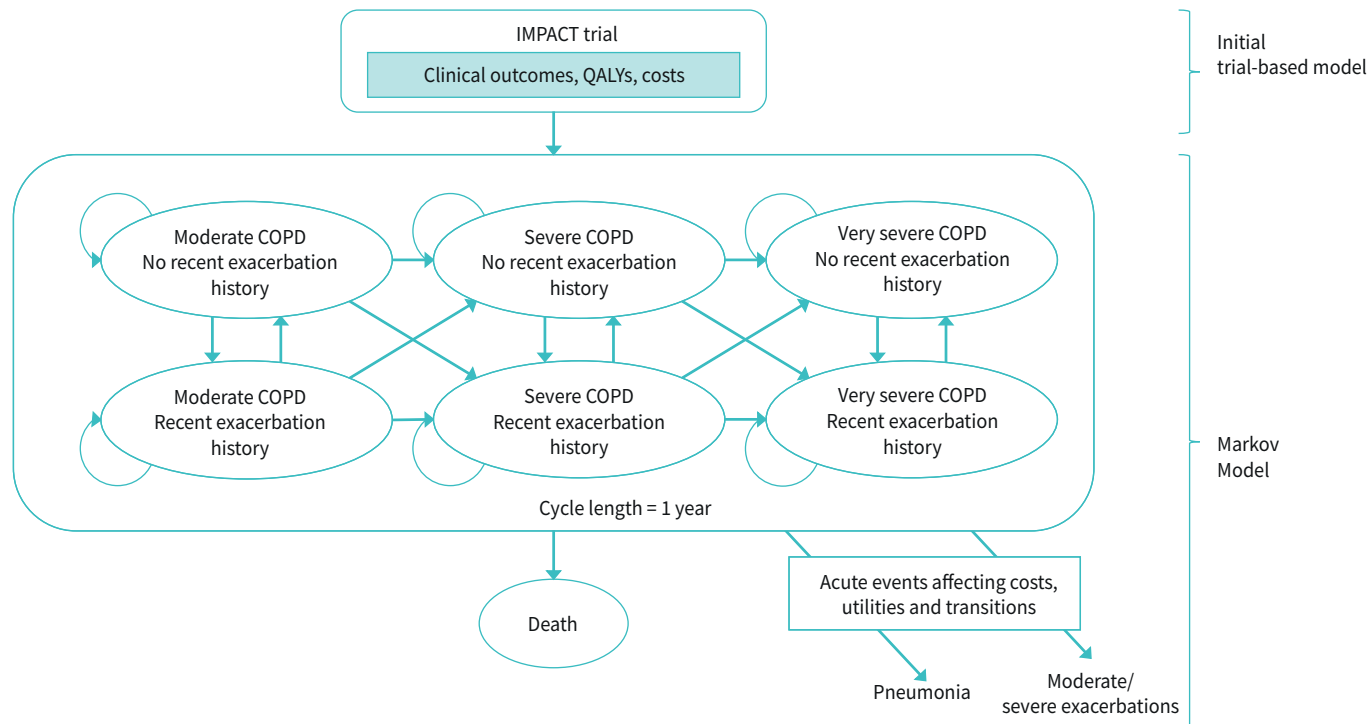 IMPACT trial
Clinical outcomes, QALYs, costs
Initial
trial-based model
Moderate COPD
No recent exacerbation
history
Severe COPD
No recent exacerbation
history
Very severe COPD
No recent exacerbation
history
Moderate COPD
Recent exacerbation
history
Severe COPD
Recent exacerbation
history
Very severe COPD
Recent exacerbation
history
Markov
Model
Cycle length = 1 year
Death
Acute events affecting costs,
utilities and transitions
Pneumonia
Moderate/
severe exacerbations